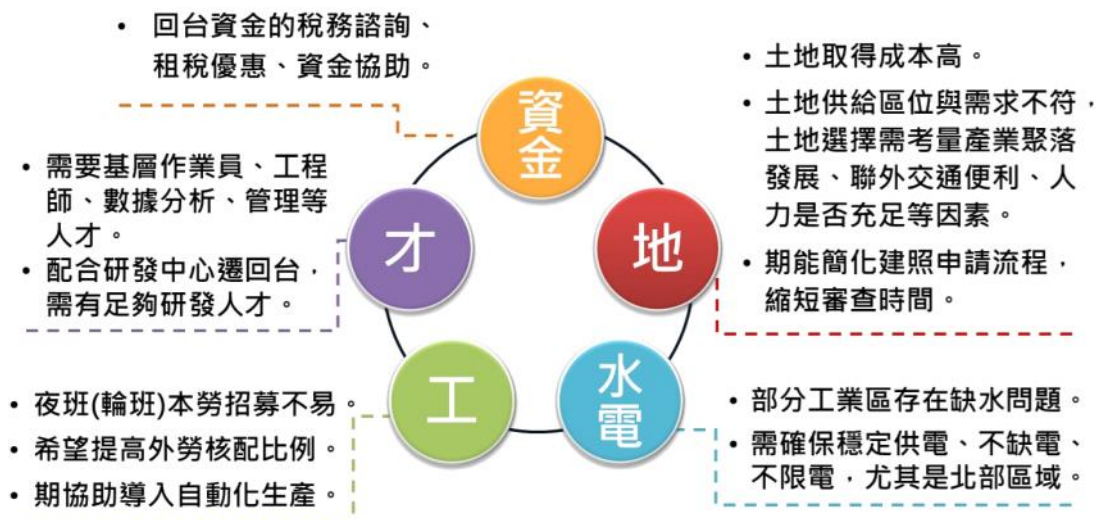 • 回台資金的稅務諮詢、
租稅優惠、資金協助。
資金
• 土地取得成本高。
• 土地供給區位與需求不符，
土地選擇需考量產業聚落
發展、聯外交通便利、人
力是否充足等因素。
• 期能簡化建照申請流程，
縮短審查時間。
地
• 需要基層作業員、工程
師、數據分析、管理等
人才。
• 配合研發中心遷回台，
需有足夠研發人才。
才
• 夜班(輪班)本勞招募不易。
• 希望提高外勞核配比例。
• 期協助導入自動化生產。
工
水電
• 部分工業區存在缺水問題。
• 需確保穩定供電、不缺電、
不限電，尤其是北部區域。